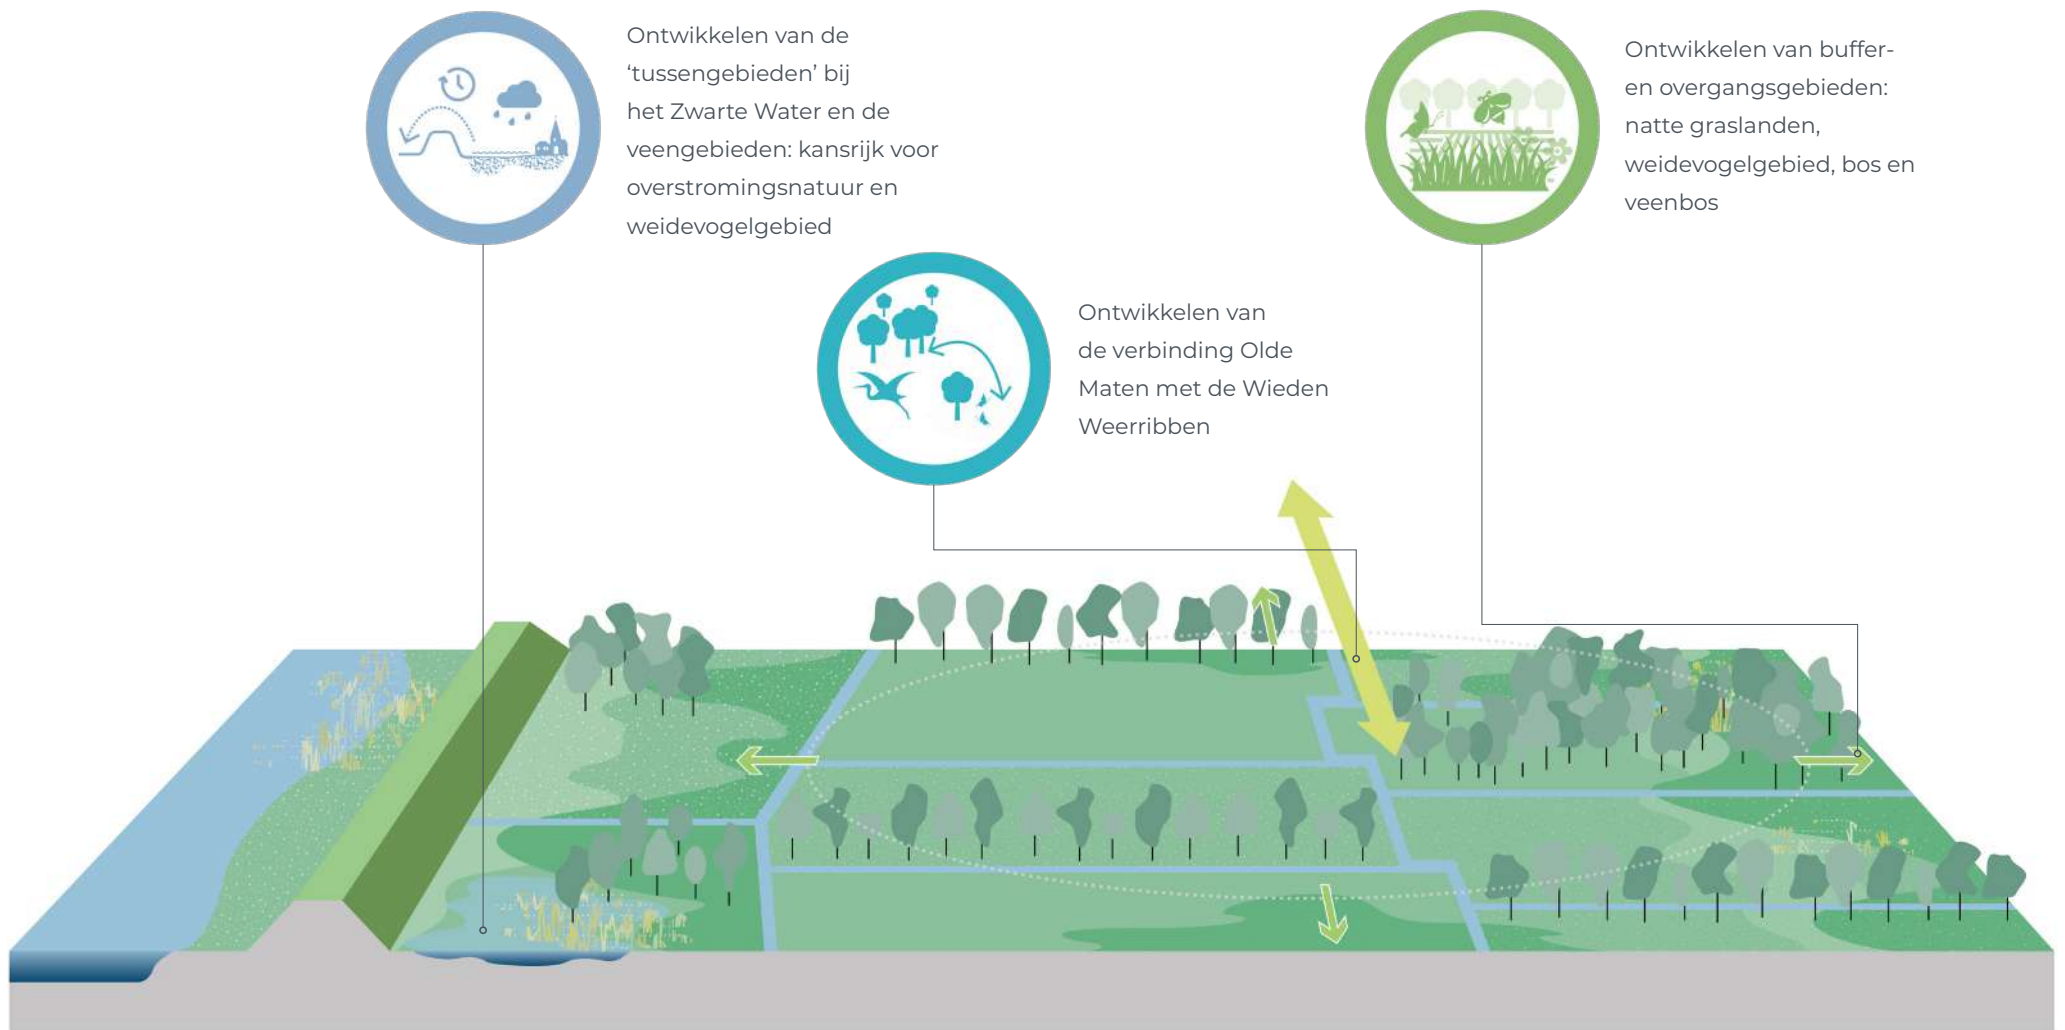 Ontwikkelen van de
‘tussengebieden’ bij
het Zwarte Water en de
veengebieden: kansrijk voor
overstromingsnatuur en
weidevogelgebied
Ontwikkelen van
de verbinding Olde
Maten met de Wieden
Weerribben
Ontwikkelen van buffer-
en overgangsgebieden:
natte graslanden,
weidevogelgebied, bos en
veenbos